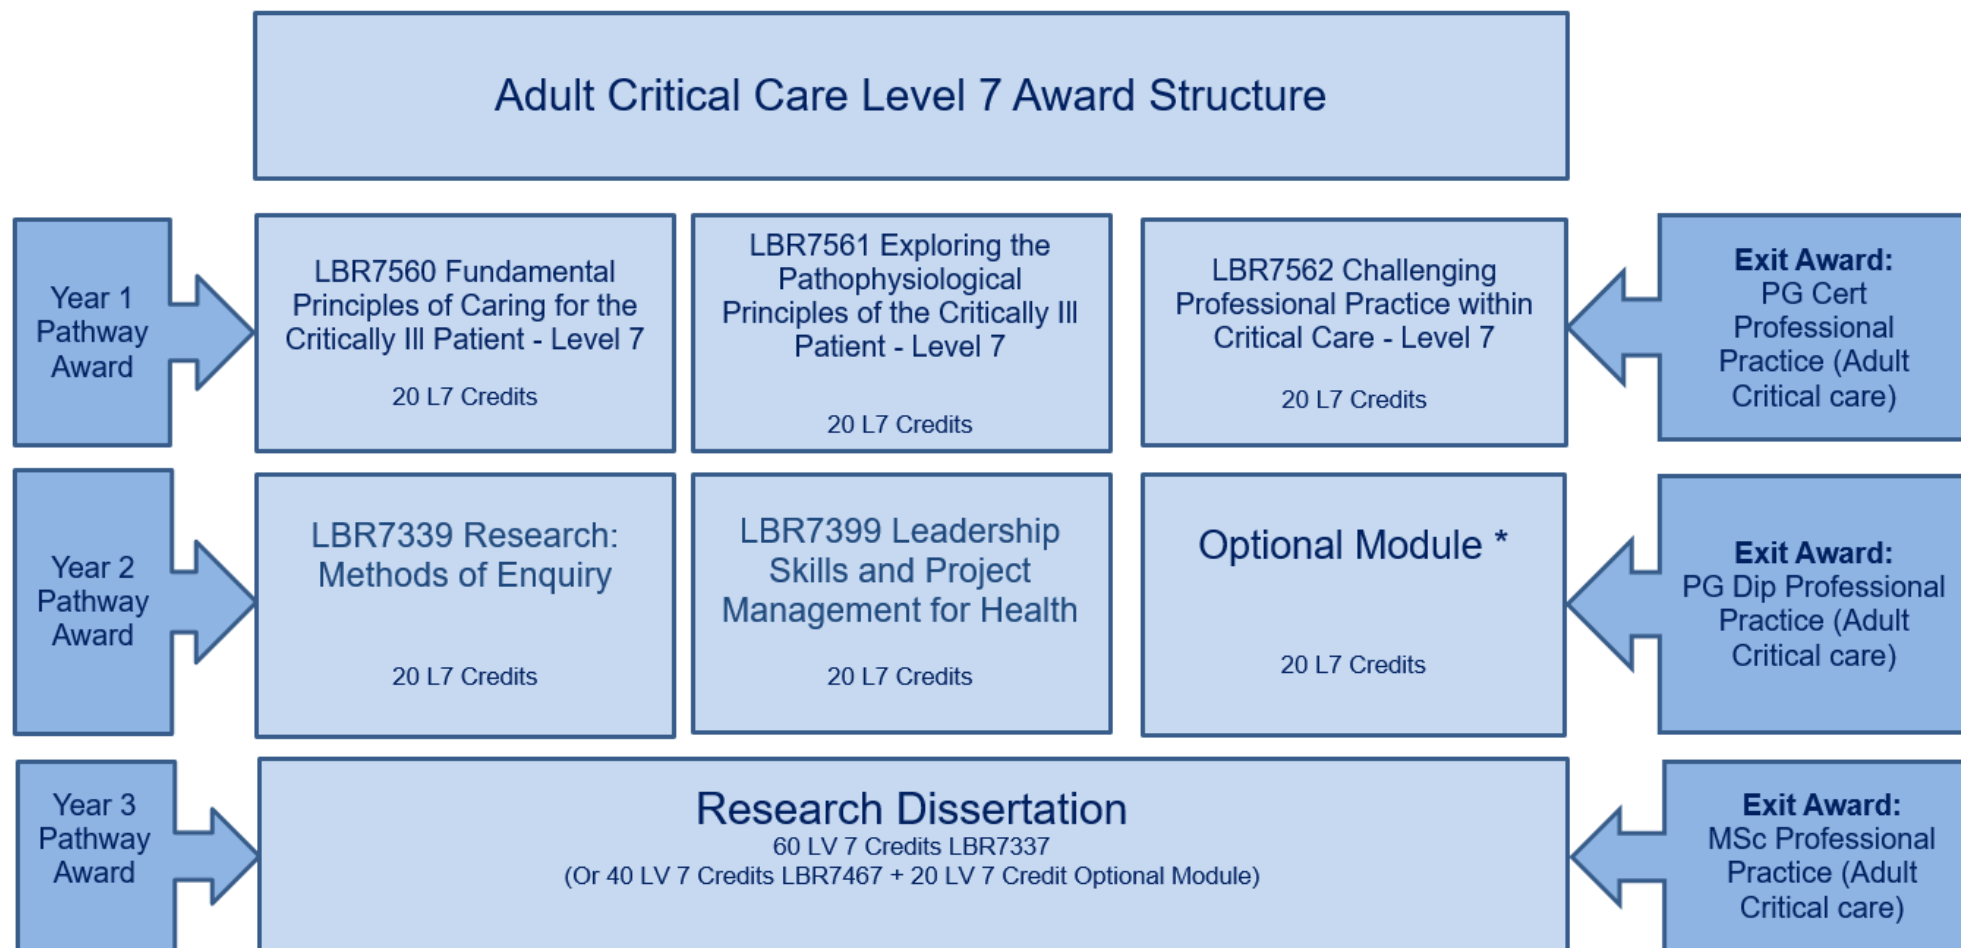 Adult Critical Care Level 7 Award Structure
Year 1
Pathway
Award
LBR7560 Fundamental
Principles of Caring for the
Critically Ill Patient - Level 7
20 L7 Credits
LBR7561 Exploring the
Pathophysiological
Principles of the Critically Ill
Patient - Level 7
20 L7 Credits
LBR7562 Challenging
Professional Practice within
Critical Care - Level 7
20 L7 Credits
Exit Award:
PG Cert
Professional
Practice (Adult
Critical care)
Year 2
Pathway
Award
LBR7339 Research:
Methods of Enquiry
20 L7 Credits
LBR7399 Leadership
Skills and Project
Management for Health
20 L7 Credits
Optional Module *
20 L7 Credits
Exit Award:
PG Dip Professional
Practice (Adult
Critical care)
Year 3
Pathway
Award
Research Dissertation
60 LV 7 Credits LBR7337
(Or 40 LV 7 Credits LBR7467 + 20 LV 7 Credit Optional Module)
Exit Award:
MSc Professional
Practice (Adult
Critical care)